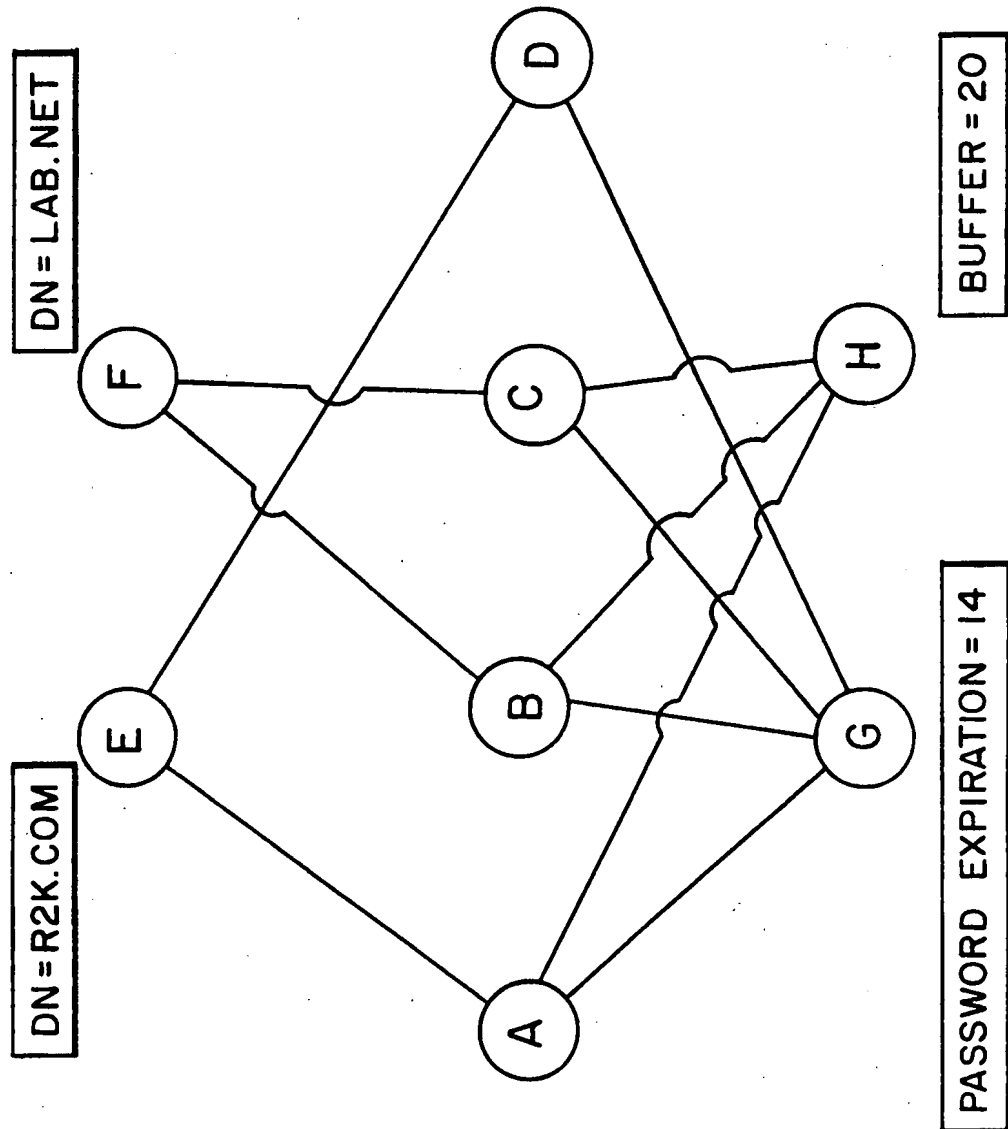 DN=R2K.COM
DN=LAB.NET
E
F
A
B
C
D
G
H
PASSWORD EXPIRATION=14
BUFFER=20